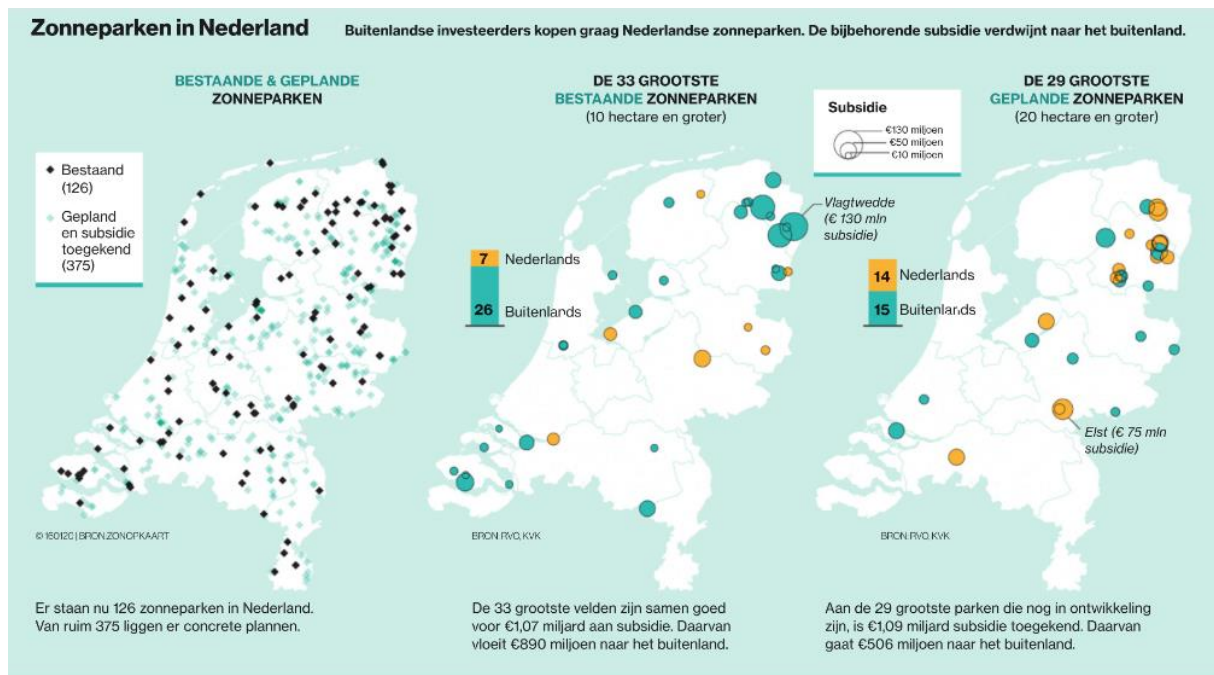 Zonneparken in Nederland
Buitenlandse investeerders kopen graag Nederlandse zonneparken. De bijbehorende subsidie verdwijnt naar het buitenland.
BESTAANDE & GEPLANDE
ZONNEPARKEN
Bestaand
(126)
Gepland
en subsidie
toegekend
(375)
© 160120 | BRON:ZONOPKAART
Er staan nu 126 zonneparken in Nederland.
Van ruim 375 liggen er concrete plannen.
DE 33 GROOTSTE
BESTAANDE ZONNEPARKEN
(10 hectare en groter)
Subsidie
€130 miljoen
€50 miljoen
€10 miljoen
Vlagtwedde
(€ 130 mln
subsidie)
7 Nederlands
26 Buitenlands
BRON: RVO, KVK
De 33 grootste velden zijn samen goed
voor €1,07 miljard aan subsidie. Daarvan
vloeit €890 miljoen naar het buitenland.
DE 29 GROOTSTE
GEPLANDE ZONNEPARKEN
(20 hectare en groter)
14 Nederlands
15 Buitenlands
Elst (€ 75 mln
subsidie)
BRON: RVO, KVK
Aan de 29 grootste parken die nog in ontwikkeling
zijn, is €1,09 miljard subsidie toegekend. Daarvan
gaat €506 miljoen naar het buitenland.